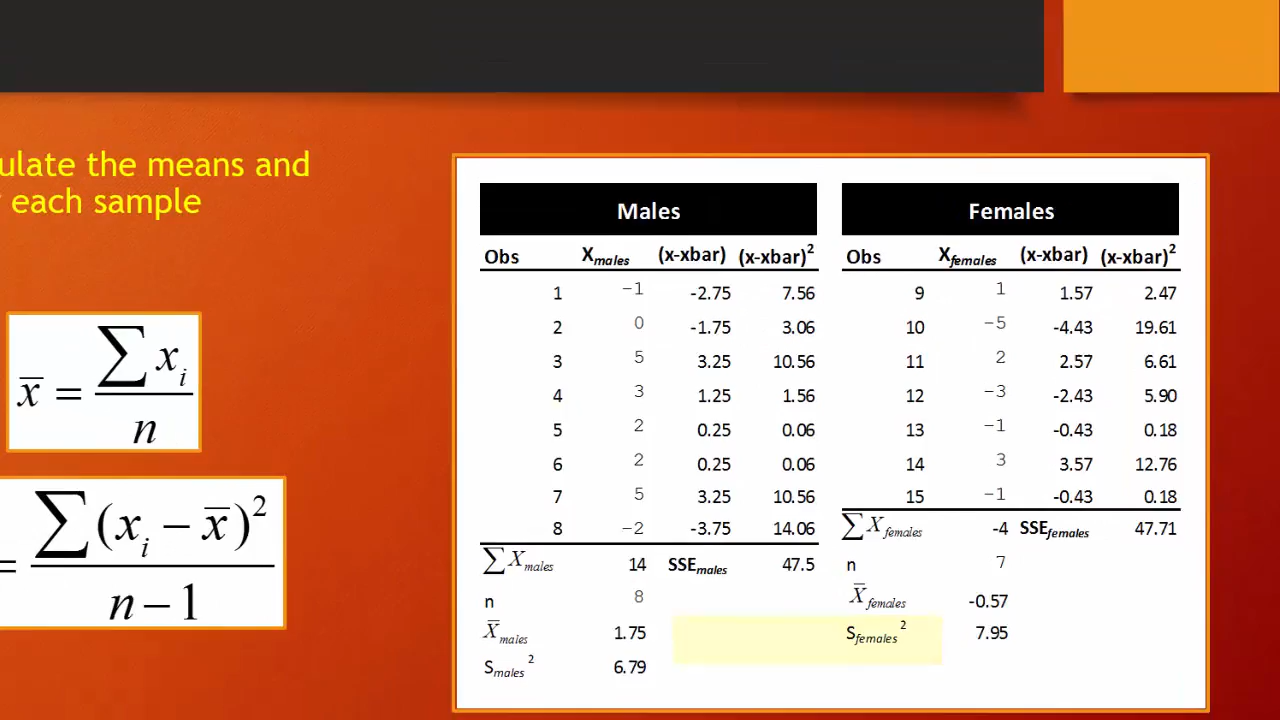 ulate the means and
each sample
x̄ = ∑xᵢ / n
= ∑(xᵢ − x̄)² / n − 1
Males
Obs X_males (x-xbar) (x-xbar)²
1 −1 -2.75 7.56
2 0 -1.75 3.06
3 5 3.25 10.56
4 3 1.25 1.56
5 2 0.25 0.06
6 2 0.25 0.06
7 5 3.25 10.56
8 −2 -3.75 14.06
∑X_males 14 SSE_males 47.5
n 8
X̄_males 1.75
S_males² 6.79
Females
Obs X_females (x-xbar) (x-xbar)²
9 1 1.57 2.47
10 −5 -4.43 19.61
11 2 2.57 6.61
12 −3 -2.43 5.90
13 −1 -0.43 0.18
14 3 3.57 12.76
15 −1 -0.43 0.18
∑X_females -4 SSE_females 47.71
n 7
X̄_females -0.57
S_females² 7.95